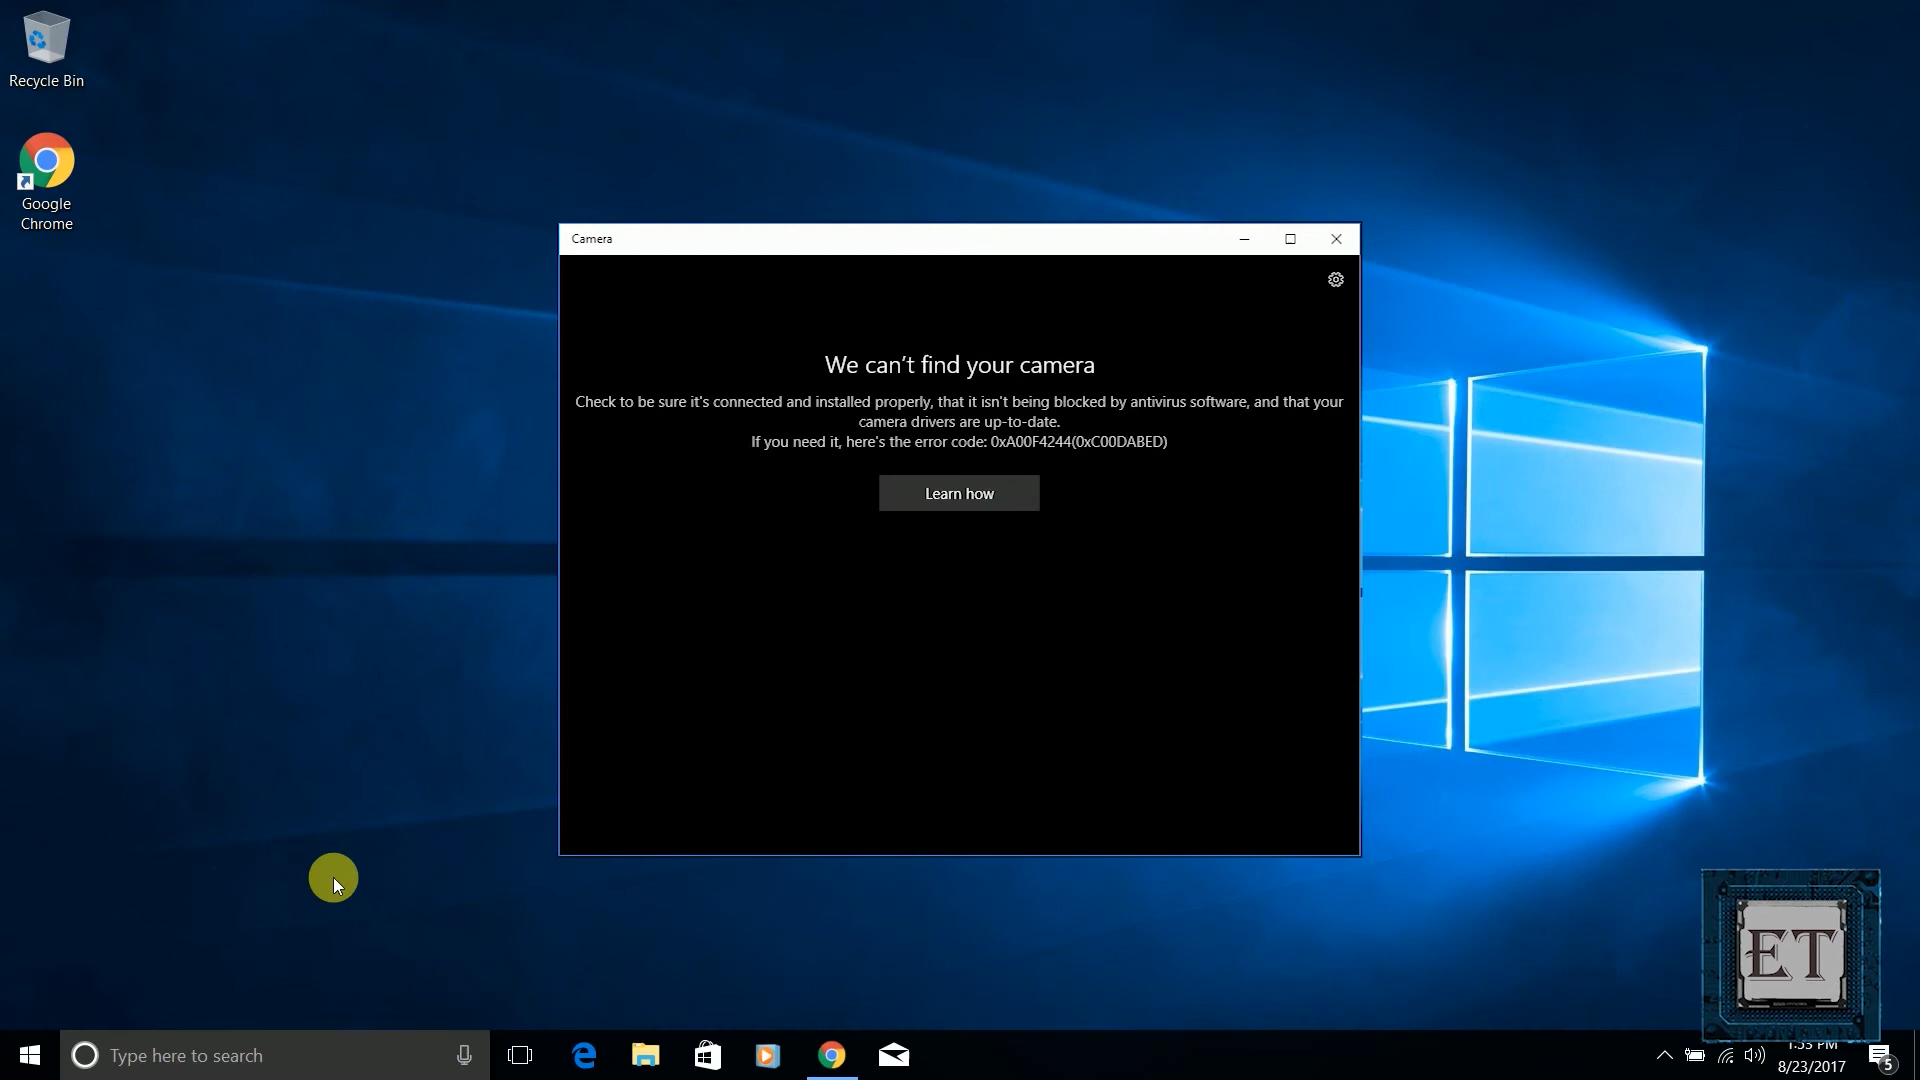 Recycle Bin
Google
Chrome
Camera
We can't find your camera
Check to be sure it's connected and installed properly, that it isn't being blocked by antivirus software, and that your
camera drivers are up-to-date.
If you need it, here's the error code: 0xA00F4244(0xC00DABED)
Learn how
ET
Type here to search
1:53 PM
8/23/2017
5